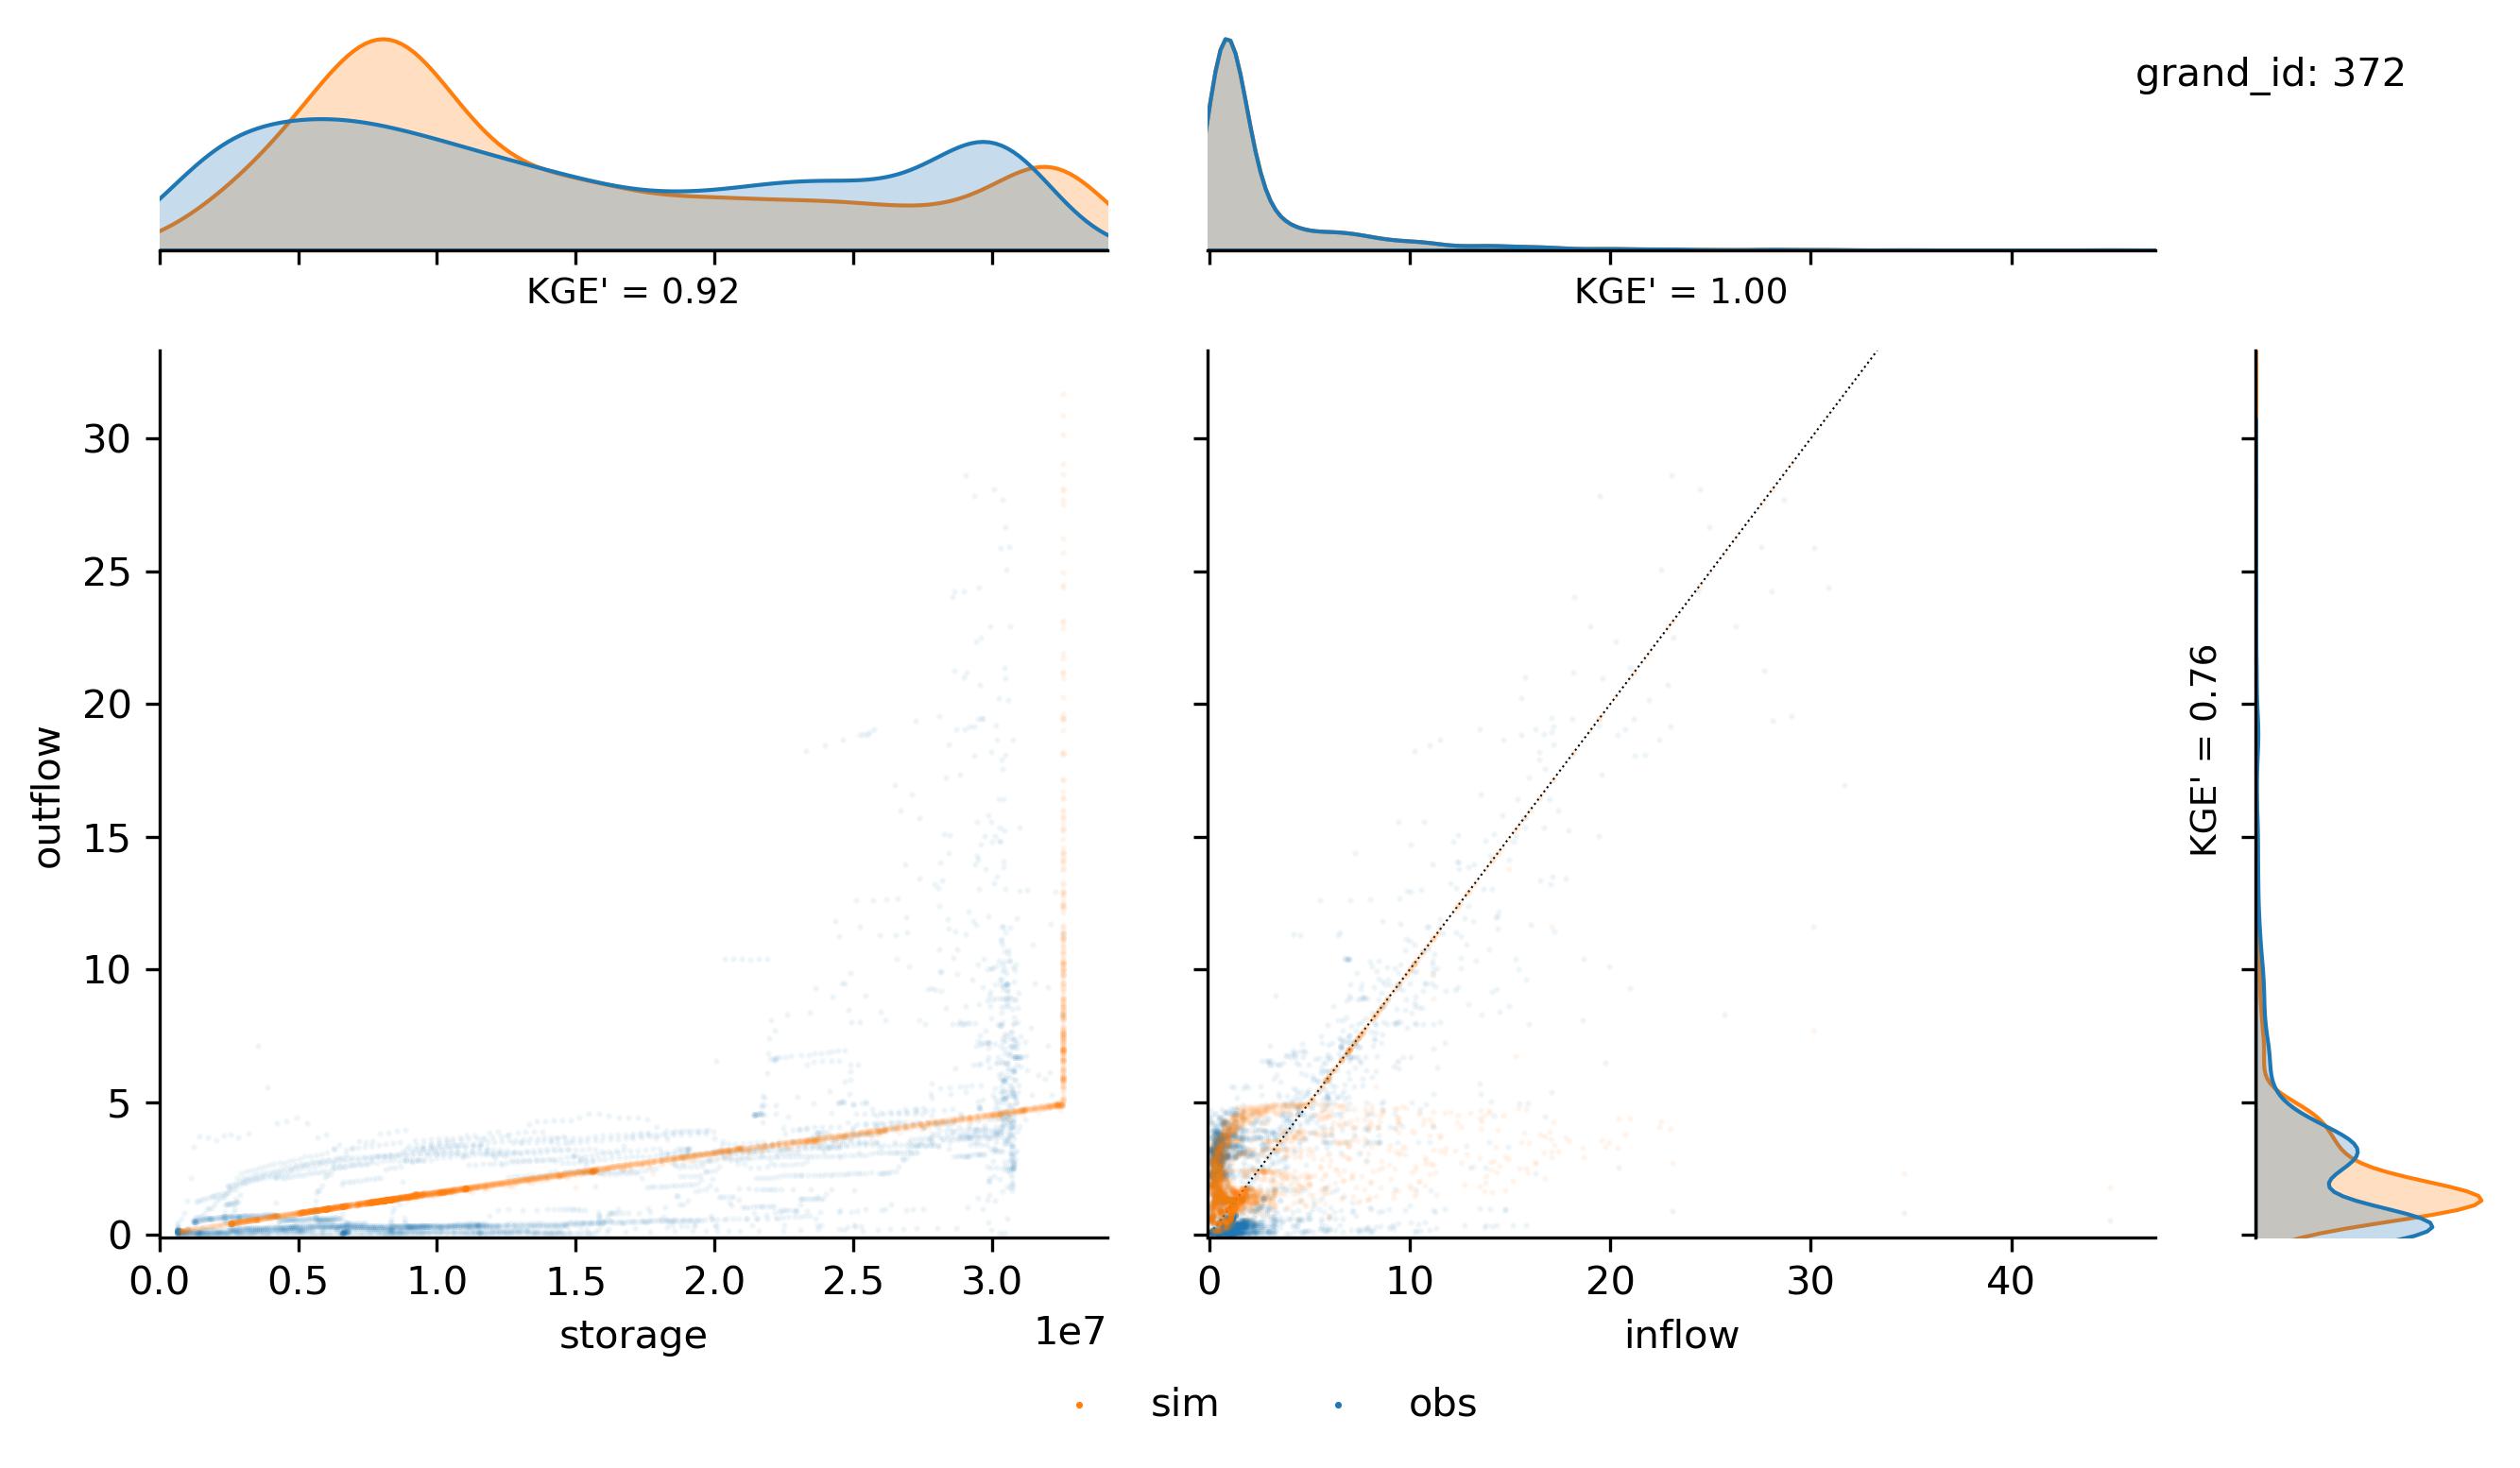 grand_id: 372
KGE' = 0.92
KGE' = 1.00
outflow
30
25
20
15
10
5
0
KGE' = 0.76
0.0 0.5 1.0 1.5 2.0 2.5 3.0
storage
1e7
0 10 20 30 40
inflow
sim
obs